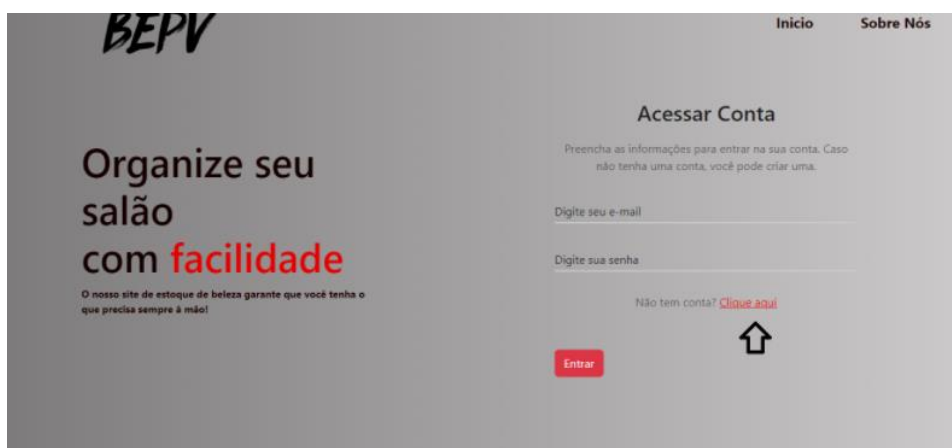 BEPV
Inicio Sobre Nós
Organize seu
salão
com facilidade
O nosso site de estoque de beleza garante que você tenha o
que precisa sempre à mão!
Acessar Conta
Preencha as informações para entrar na sua conta. Caso
não tenha uma conta, você pode criar uma.
Digite seu e-mail
Digite sua senha
Não tem conta? Clique aqui
Entrar